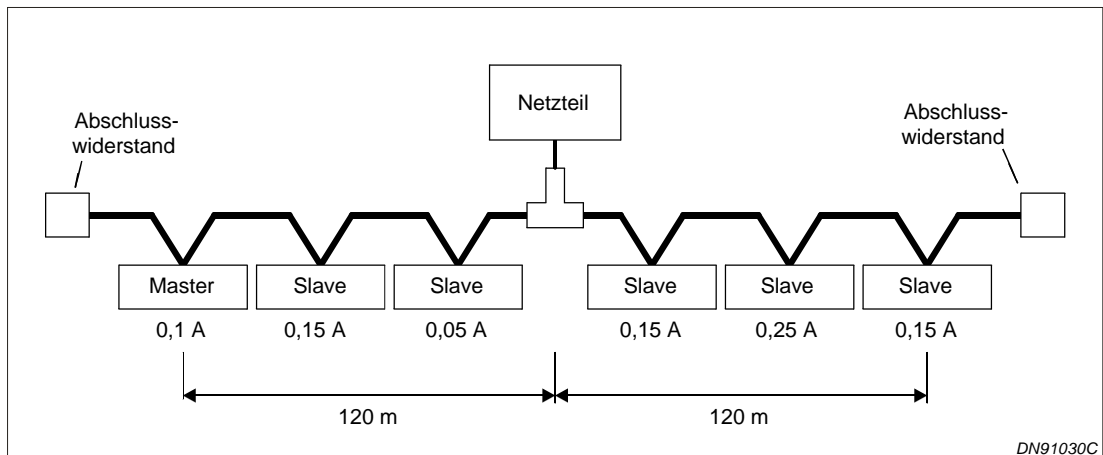 Netzteil
Abschluss-
widerstand
Abschluss-
widerstand
Master
Slave
Slave
Slave
Slave
Slave
0,1 A
0,15 A
0,05 A
0,15 A
0,25 A
0,15 A
120 m
120 m
DN91030C